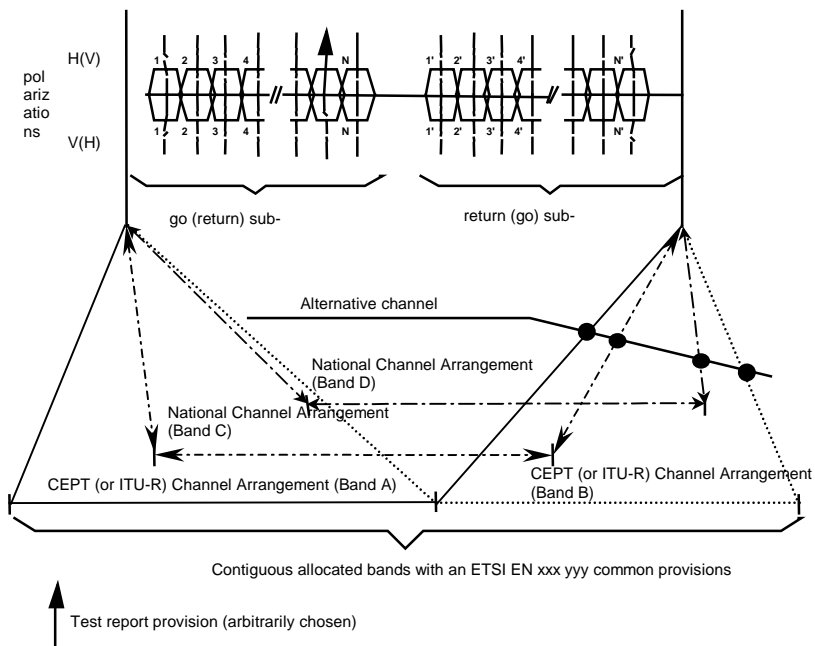 H(V)
pol
ariz
atio
ns
V(H)
1 2 3 4 N 1' 2' 3' 4' N'
1 2 3 4 N 1' 2' 3' 4' N'
go (return) sub-
return (go) sub-
Alternative channel
National Channel Arrangement
(Band D)
National Channel Arrangement
(Band C)
CEPT (or ITU-R) Channel Arrangement (Band A)
CEPT (or ITU-R) Channel Arrangement
(Band B)
Contiguous allocated bands with an ETSI EN xxx yyy common provisions
Test report provision (arbitrarily chosen)